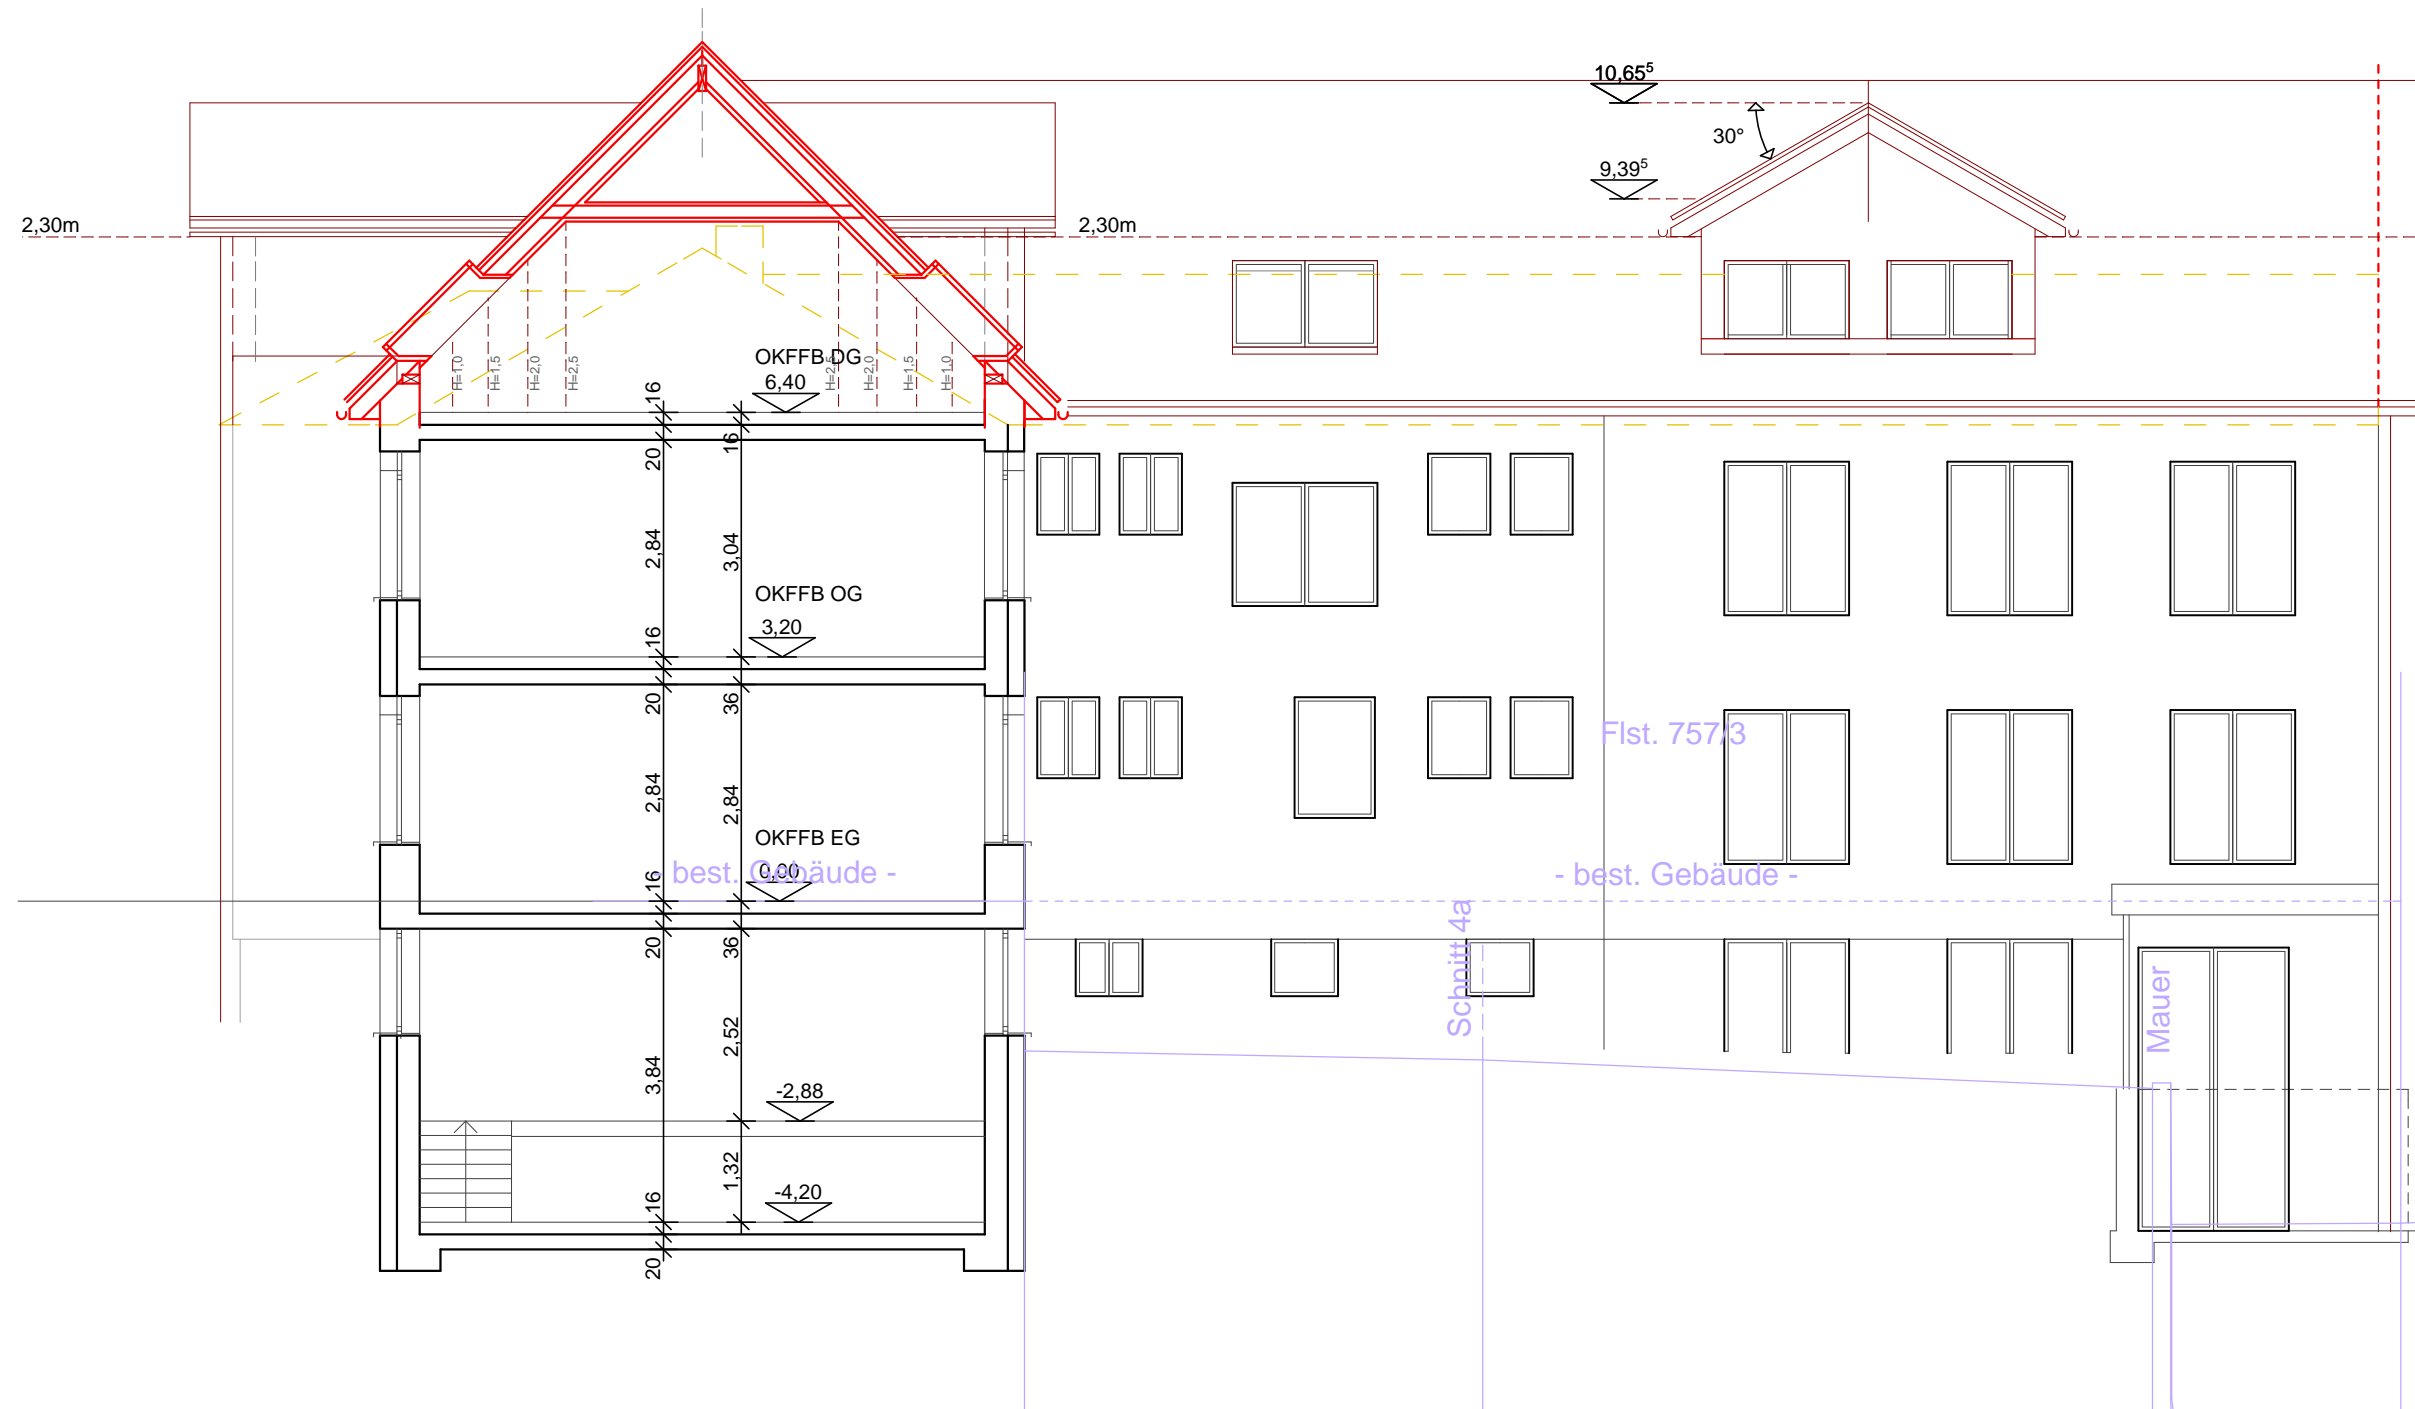 10,65⁵
30°
9,39⁵
2,30m
2,30m
OKFFB DG
6,40
H=1,0
H=1,5
H=2,0
H=2,5
H=2,5
H=2,0
H=1,5
H=1,0
16
16
20
2,84
3,04
OKFFB OG
3,20
16
20
36
Flst. 757/3
2,84
2,84
OKFFB EG
0,00
16
- best. Gebäude -
- best. Gebäude -
20
36
Schnitt 4a
Mauer
2,52
3,84
-2,88
1,32
-4,20
16
20